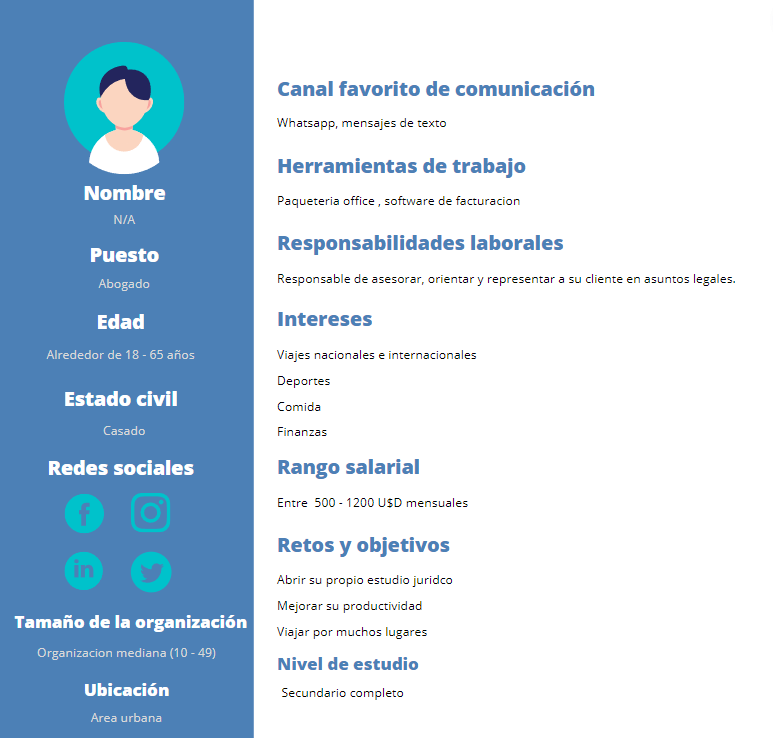 Nombre
N/A
Puesto
Abogado
Edad
Alrededor de 18 - 65 años
Estado civil
Casado
Redes sociales
in
Tamaño de la organización
Organizacion mediana (10 - 49)
Ubicación
Area urbana
Canal favorito de comunicación
Whatsapp, mensajes de texto
Herramientas de trabajo
Paqueteria office , software de facturacion
Responsabilidades laborales
Responsable de asesorar, orientar y representar a su cliente en asuntos legales.
Intereses
Viajes nacionales e internacionales
Deportes
Comida
Finanzas
Rango salarial
Entre  500 - 1200 U$D mensuales
Retos y objetivos
Abrir su propio estudio juridco
Mejorar su productividad
Viajar por muchos lugares
Nivel de estudio
Secundario completo